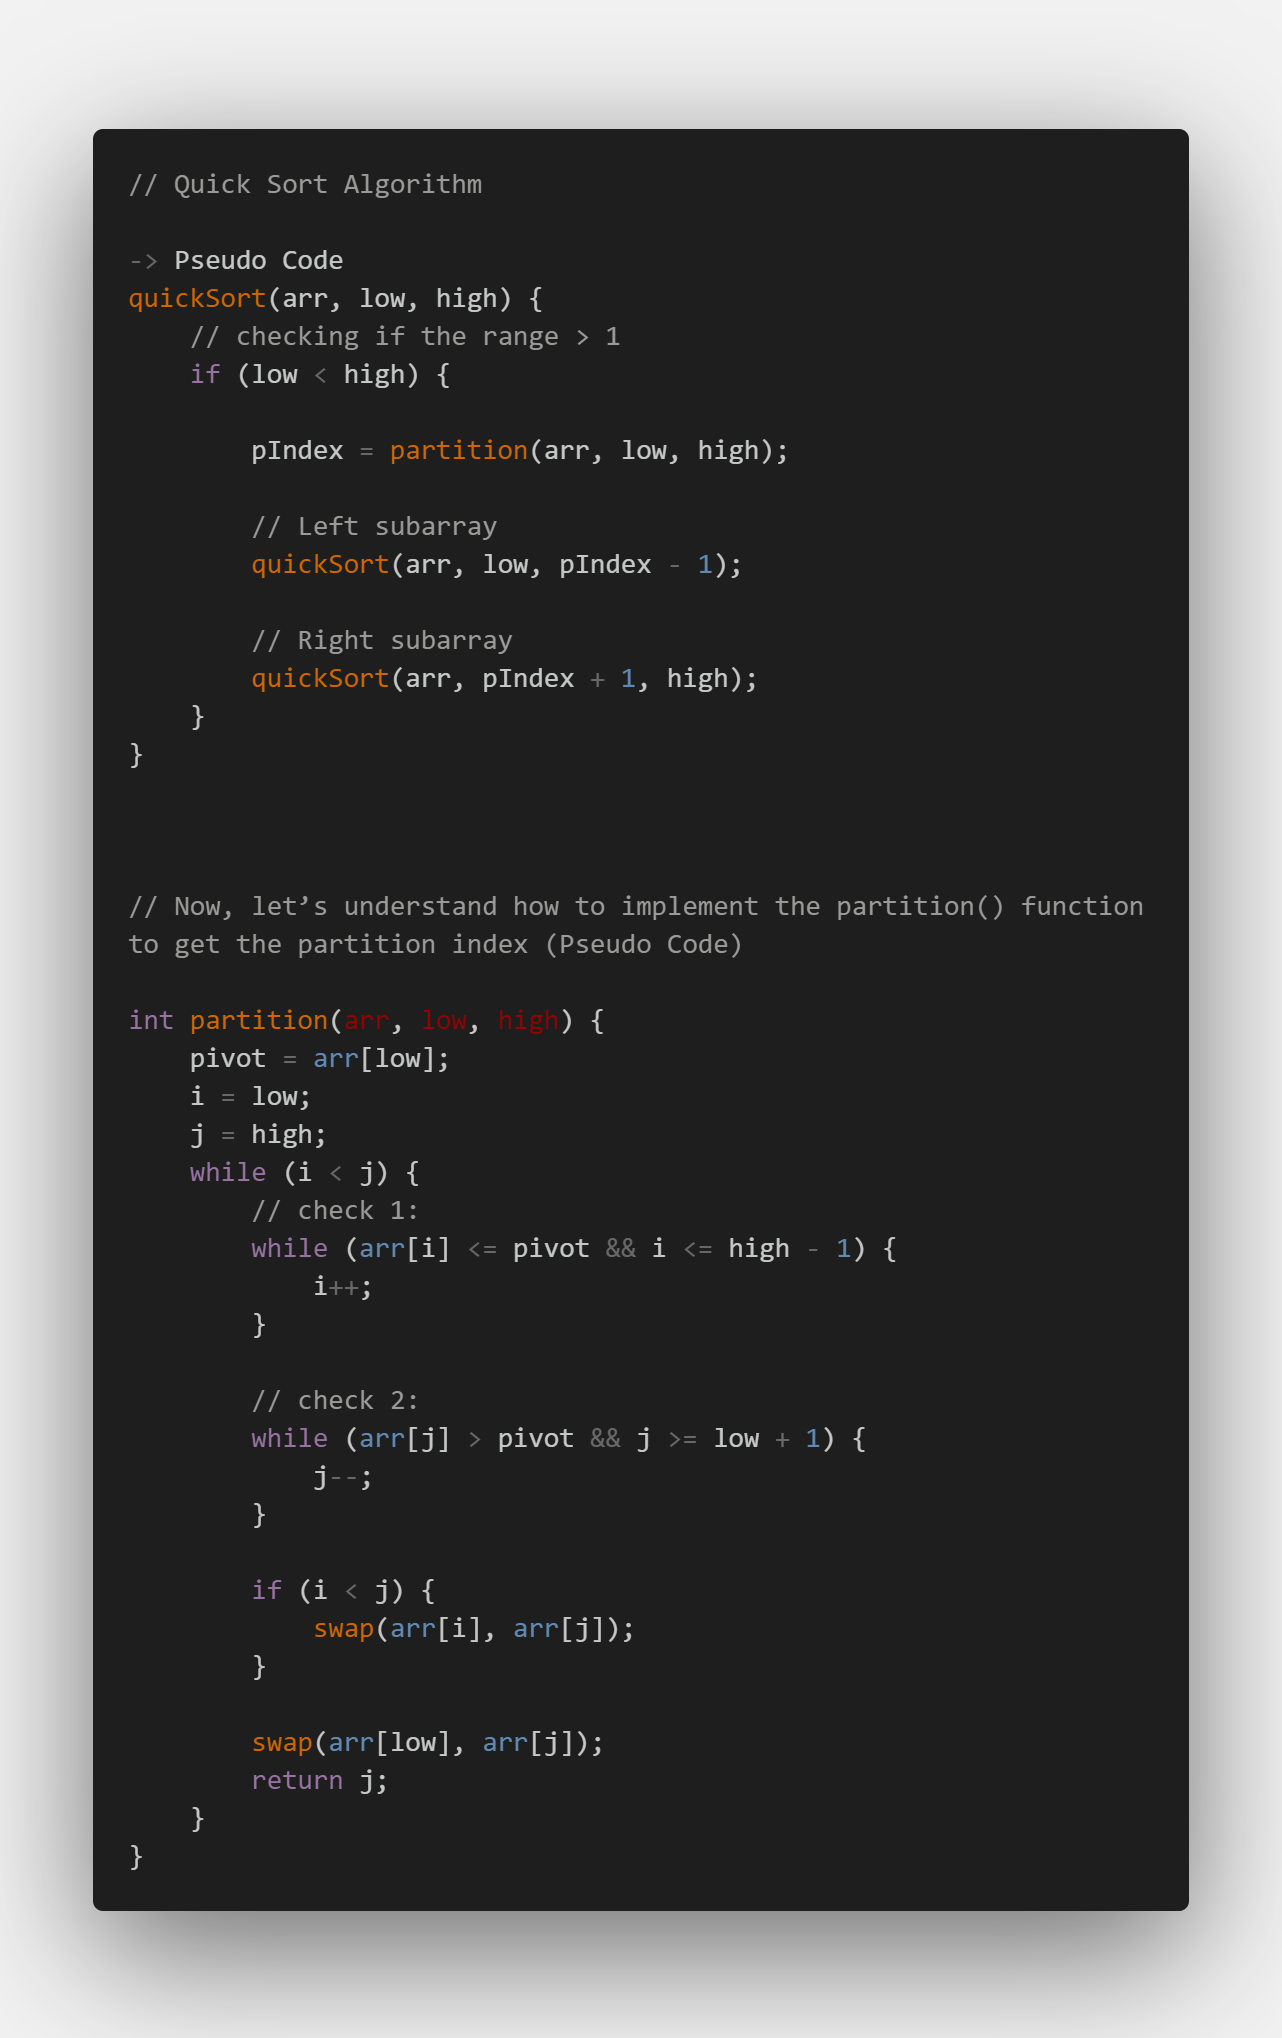 // Quick Sort Algorithm
-> Pseudo Code
quickSort(arr, low, high) {
    // checking if the range > 1
    if (low < high) {
        pIndex = partition(arr, low, high);
        // Left subarray
        quickSort(arr, low, pIndex - 1);
        // Right subarray
        quickSort(arr, pIndex + 1, high);
    }
}
// Now, let’s understand how to implement the partition() function
to get the partition index (Pseudo Code)
int partition(arr, low, high) {
    pivot = arr[low];
    i = low;
    j = high;
    while (i < j) {
        // check 1:
        while (arr[i] <= pivot && i <= high - 1) {
            i++;
        }
        // check 2:
        while (arr[j] > pivot && j >= low + 1) {
            j--;
        }
        if (i < j) {
            swap(arr[i], arr[j]);
        }
        swap(arr[low], arr[j]);
        return j;
    }
}